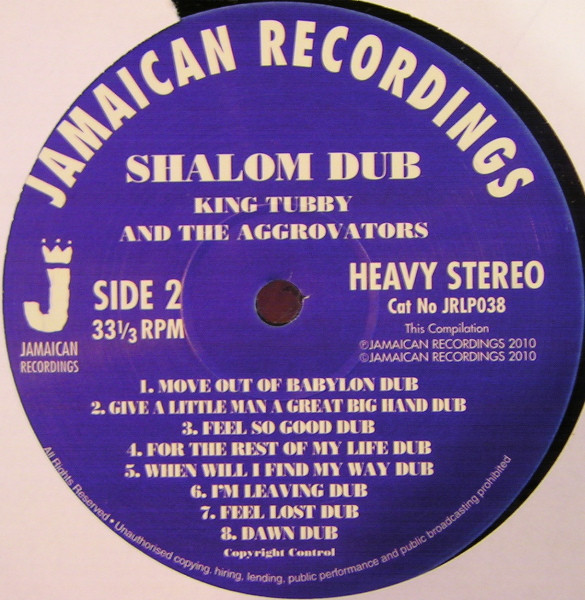 JAMAICAN RECORDINGS
SHALOM DUB
KING TUBBY
AND THE AGGROVATORS
SIDE 2
33 1/3 RPM
HEAVY STEREO
Cat No JRLP038
This Compilation
ⓅJAMAICAN RECORDINGS 2010
©JAMAICAN RECORDINGS 2010
J
JAMAICAN
RECORDINGS
1. MOVE OUT OF BABYLON DUB
2. GIVE A LITTLE MAN A GREAT BIG HAND DUB
3. FEEL SO GOOD DUB
4. FOR THE REST OF MY LIFE DUB
5. WHEN WILL I FIND MY WAY DUB
6. I'M LEAVING DUB
7. FEEL LOST DUB
8. DAWN DUB
Copyright Control
All Rights Reserved • Unauthorised copying, hiring, lending, public performance and public broadcasting prohibited